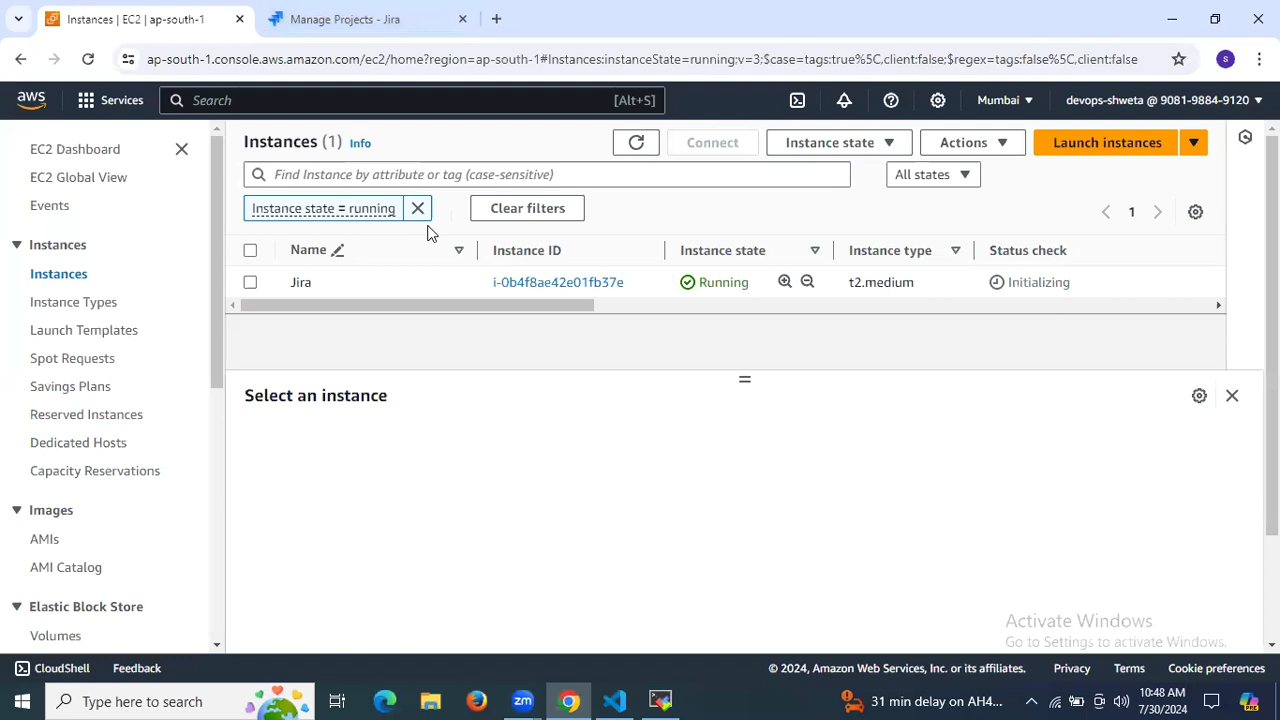 Instances | EC2 | ap-south-1
Manage Projects - Jira
ap-south-1.console.aws.amazon.com/ec2/home?region=ap-south-1#Instances:instanceState=running;v=3;$case=tags:true%5C,client:false;$regex=tags:false%5C,client:false
S
aws
Services
Search
[Alt+S]
Mumbai
devops-shweta @ 9081-9884-9120
EC2 Dashboard
EC2 Global View
Events
Instances
Instances
Instance Types
Launch Templates
Spot Requests
Savings Plans
Reserved Instances
Dedicated Hosts
Capacity Reservations
Images
AMIs
AMI Catalog
Elastic Block Store
Volumes
Instances (1) Info
Connect
Instance state
Actions
Launch instances
Find Instance by attribute or tag (case-sensitive)
All states
Instance state = running
Clear filters
1
Name Instance ID Instance state Instance type Status check
Jira i-0b4f8ae42e01fb37e Running t2.medium Initializing
Select an instance
Activate Windows
Go to Settings to activate Windows.
CloudShell Feedback © 2024, Amazon Web Services, Inc. or its affiliates. Privacy Terms Cookie preferences
Type here to search
zm
31 min delay on AH4...
10:48 AM
7/30/2024
PRE